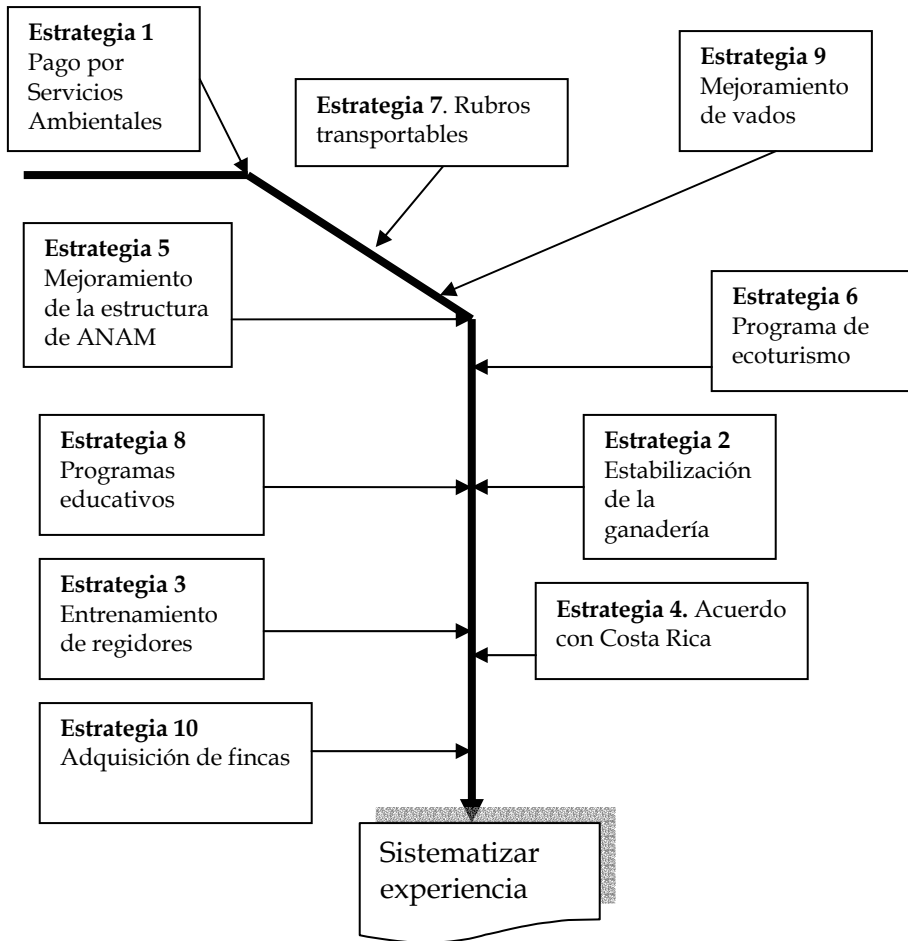 Estrategia 1
Pago por
Servicios
Ambientales
Estrategia 7. Rubros
transportables
Estrategia 9
Mejoramiento
de vados
Estrategia 5
Mejoramiento
de la estructura
de ANAM
Estrategia 6
Programa de
ecoturismo
Estrategia 8
Programas
educativos
Estrategia 2
Estabilización
de la
ganadería
Estrategia 3
Entrenamiento
de regidores
Estrategia 4. Acuerdo
con Costa Rica
Estrategia 10
Adquisición de fincas
Sistematizar
experiencia